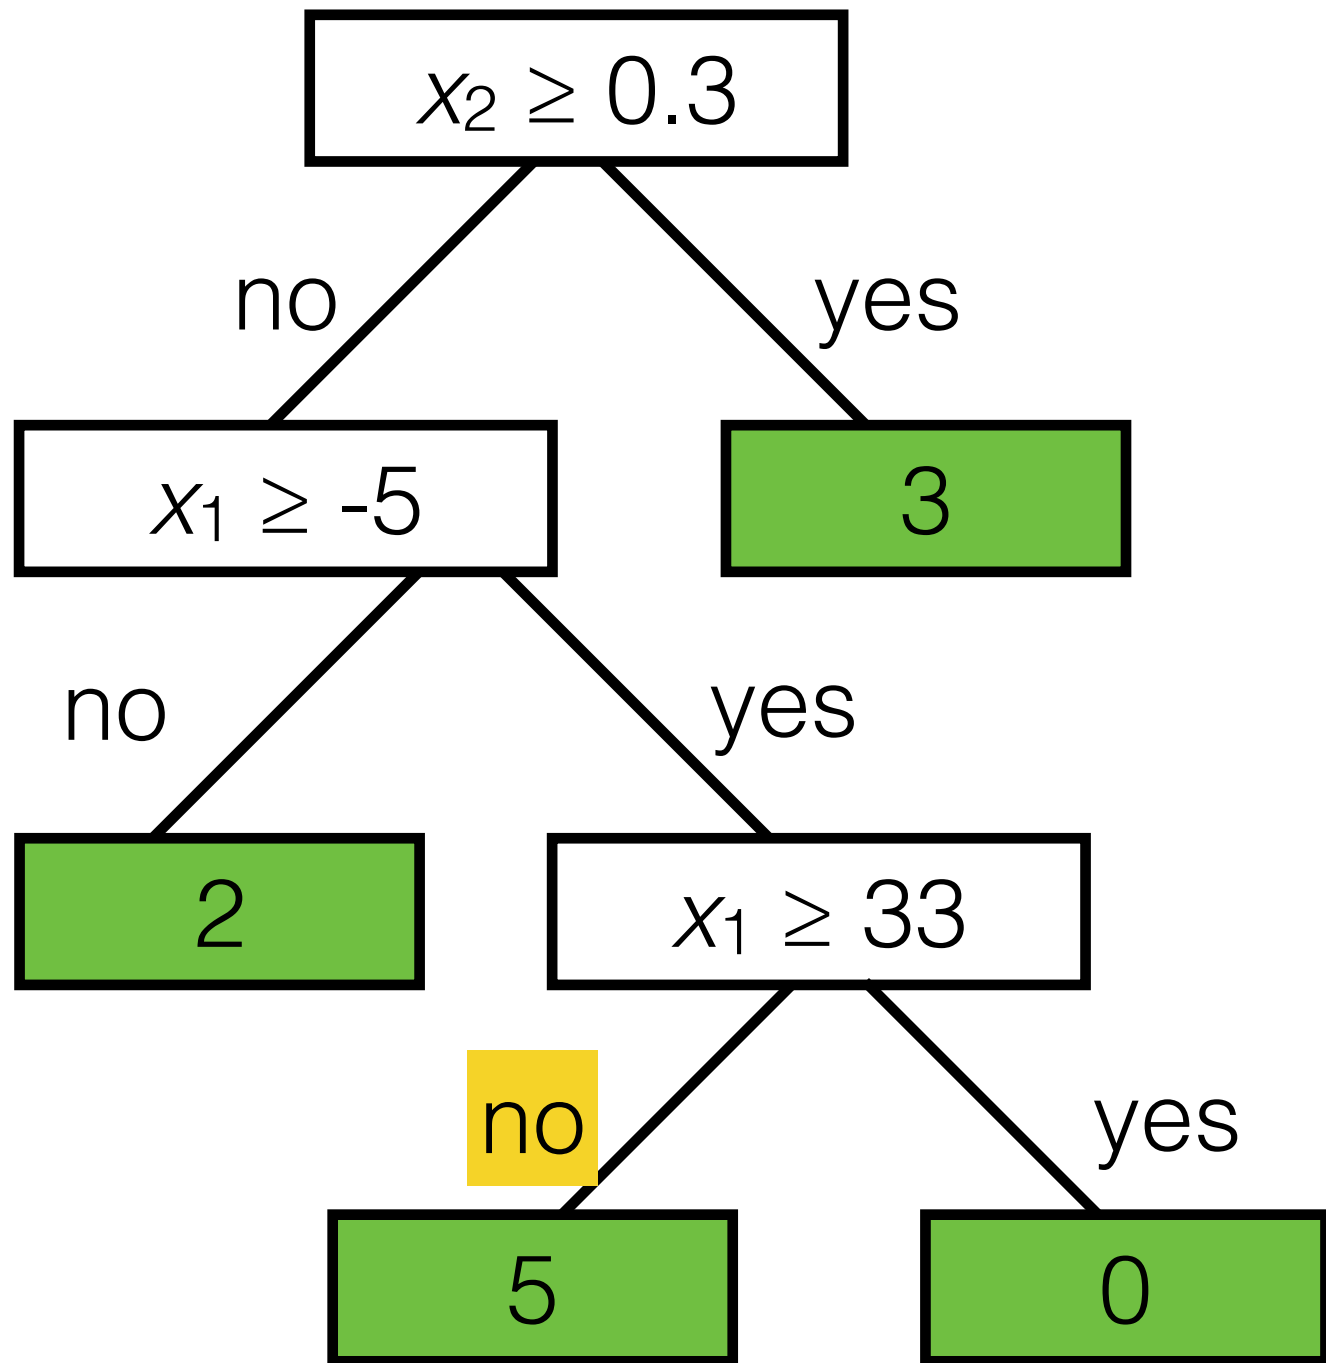 x₂ ≥ 0.3
no
yes
x₁ ≥ -5
3
no
yes
2
x₁ ≥ 33
no
yes
5
0